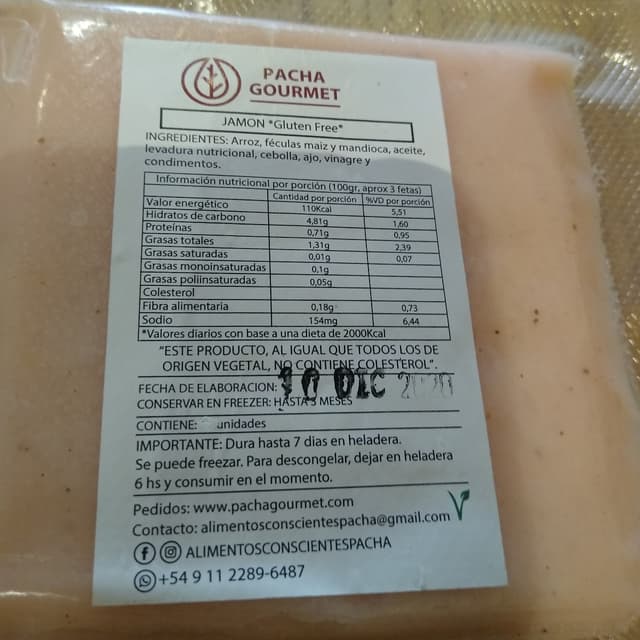 PACHA
GOURMET
JAMON *Gluten Free*
INGREDIENTES: Arroz, féculas maiz y mandioca, aceite,
levadura nutricional, cebolla, ajo, vinagre y
condimentos.
Información nutricional por porción (100gr, aprox 3 fetas)
Cantidad por porción %VD por porción
Valor energético 110Kcal 5,51
Hidratos de carbono 4,81g 1,60
Proteínas 0,71g 0,95
Grasas totales 1,31g 2,39
Grasas saturadas 0,01g 0,07
Grasas monoinsaturadas 0,1g
Grasas poliinsaturadas 0,05g
Colesterol
Fibra alimentaria 0,18g 0,73
Sodio 154mg 6,44
*Valores diarios con base a una dieta de 2000Kcal
"ESTE PRODUCTO, AL IGUAL QUE TODOS LOS DE
ORIGEN VEGETAL, NO CONTIENE COLESTEROL".
FECHA DE ELABORACION: 10 DIC 2020
CONSERVAR EN FREEZER: HASTA 3 MESES
CONTIENE: unidades
IMPORTANTE: Dura hasta 7 dias en heladera.
Se puede freezar. Para descongelar, dejar en heladera
6 hs y consumir en el momento.
Pedidos: www.pachagourmet.com
Contacto: alimentosconscientespacha@gmail.com
ALIMENTOSCONSCIENTESPACHA
+54 9 11 2289-6487